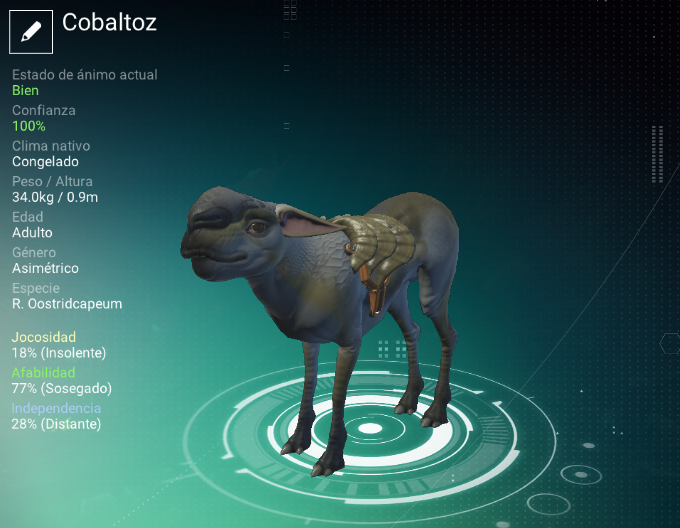 Cobaltoz
Estado de ánimo actual
Bien
Confianza
100%
Clima nativo
Congelado
Peso / Altura
34.0kg / 0.9m
Edad
Adulto
Género
Asimétrico
Especie
R. Oostridcapeum
Jocosidad
18% (Insolente)
Afabilidad
77% (Sosegado)
Independencia
28% (Distante)